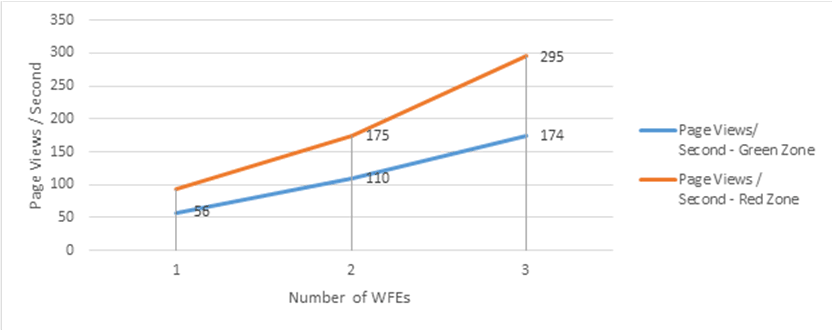 350
300
250
200
150
100
50
0
Page Views / Second
295
175
174
110
56
1 2 3
Number of WFEs
Page Views/
Second - Green Zone
Page Views /
Second - Red Zone